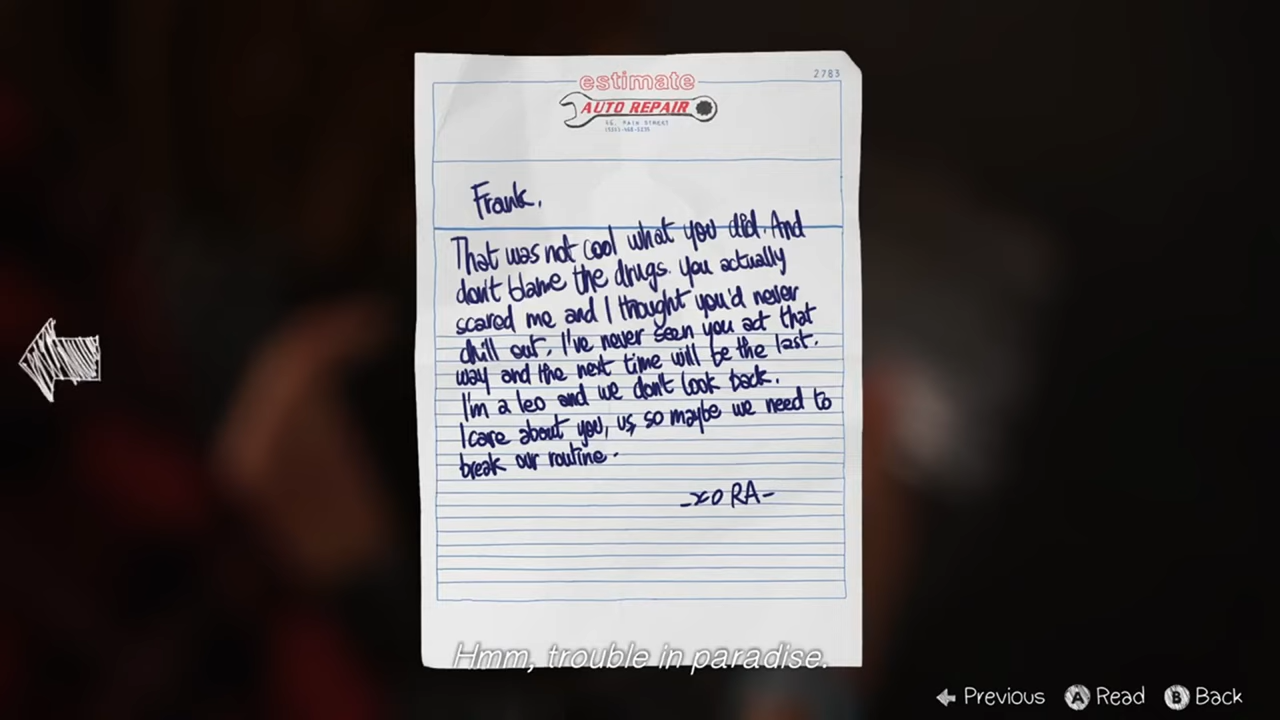 2783
estimate
AUTO REPAIR
Frank,
That was not cool what you did. And
don't blame the drugs. You actually
scared me and I thought you'd never
chill out. I've never seen you act that
way and the next time will be the last.
I'm a leo and we don't look back.
I care about you, us, so maybe we need to
break our routine.
-xo RA-
Hmm, trouble in paradise.
Previous A Read B Back